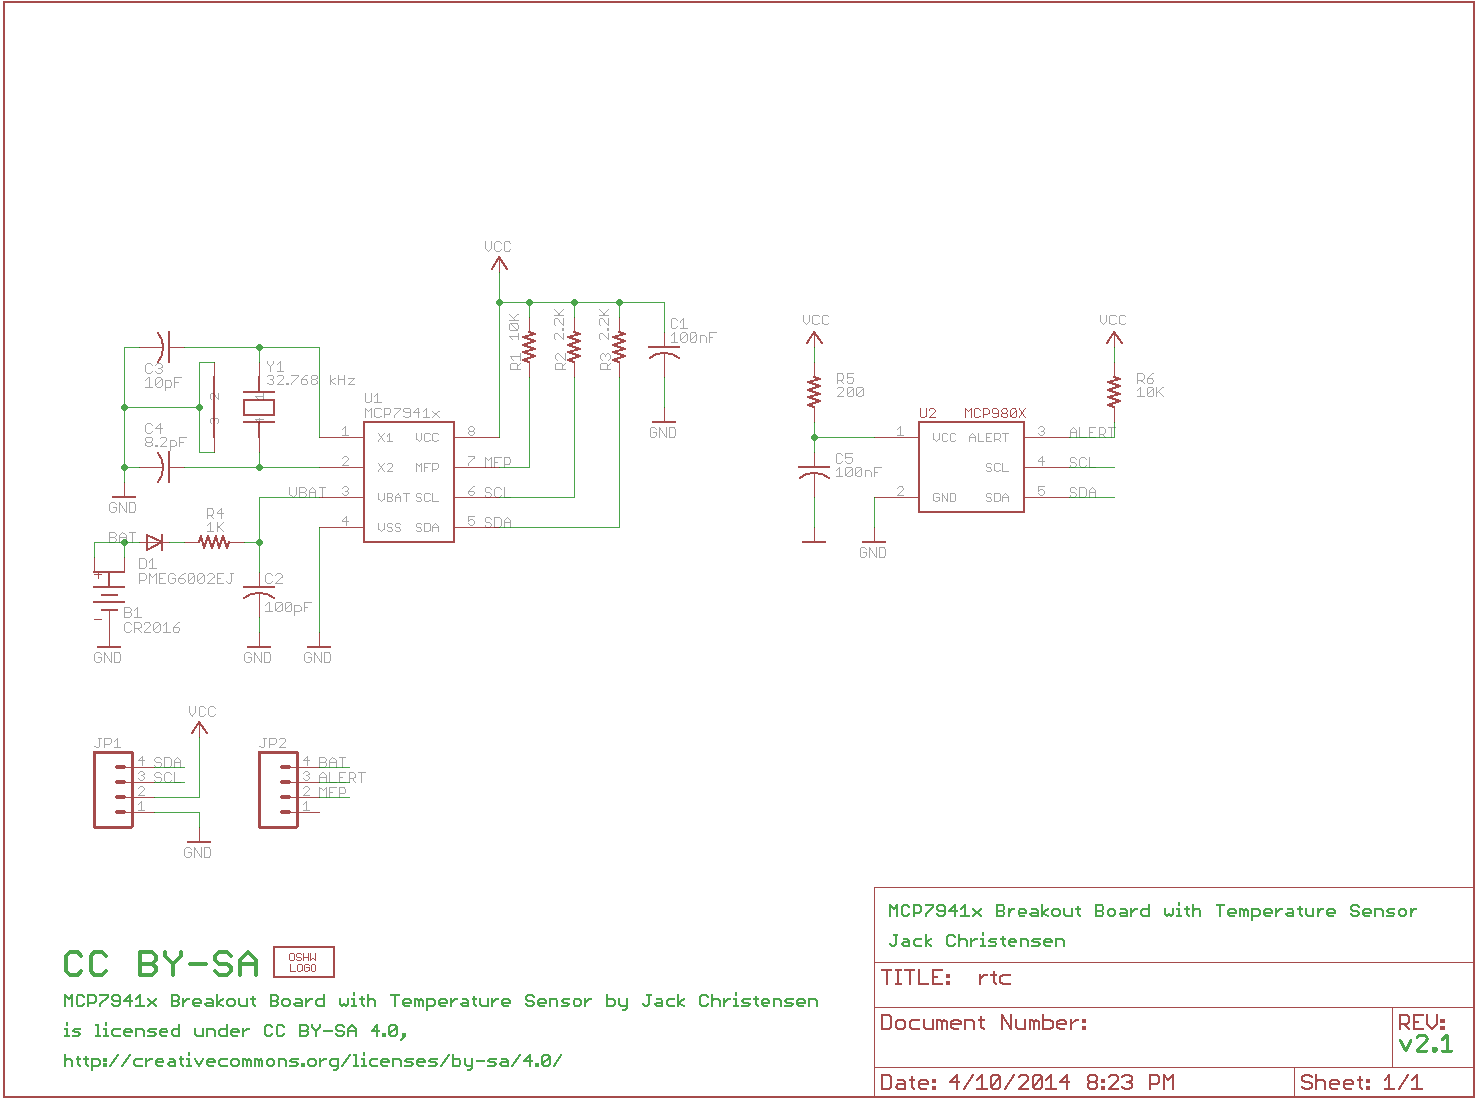 VCC
C3
10pF
Y1
32.768 kHz
2
3
1
4
C4
8.2pF
GND
R1 10K
R2 2.2K
R3 2.2K
C1
100nF
GND
U1
MCP7941x
1 X1 VCC 8
2 X2 MFP 7 MFP
VBAT 3 VBAT SCL 6 SCL
4 VSS SDA 5 SDA
R4
1K
BAT
D1
PMEG6002EJ
C2
100pF
+
-
B1
CR2016
GND
GND
GND
VCC
R5
200
C5
100nF
VCC
R6
10K
U2 MCP980X
1 VCC ALERT 3 ALERT
SCL 4 SCL
2 GND SDA 5 SDA
GND
VCC
JP1
4 SDA
3 SCL
2
1
GND
JP2
4 BAT
3 ALERT
2 MFP
1
CC BY-SA
OSHW
LOGO
MCP7941x Breakout Board with Temperature Sensor by Jack Christensen
is licensed under CC BY-SA 4.0,
http://creativecommons.org/licenses/by-sa/4.0/
MCP7941x Breakout Board with Temperature Sensor
Jack Christensen
TITLE: rtc
Document Number:
REV:
v2.1
Date: 4/10/2014 8:23 PM
Sheet: 1/1